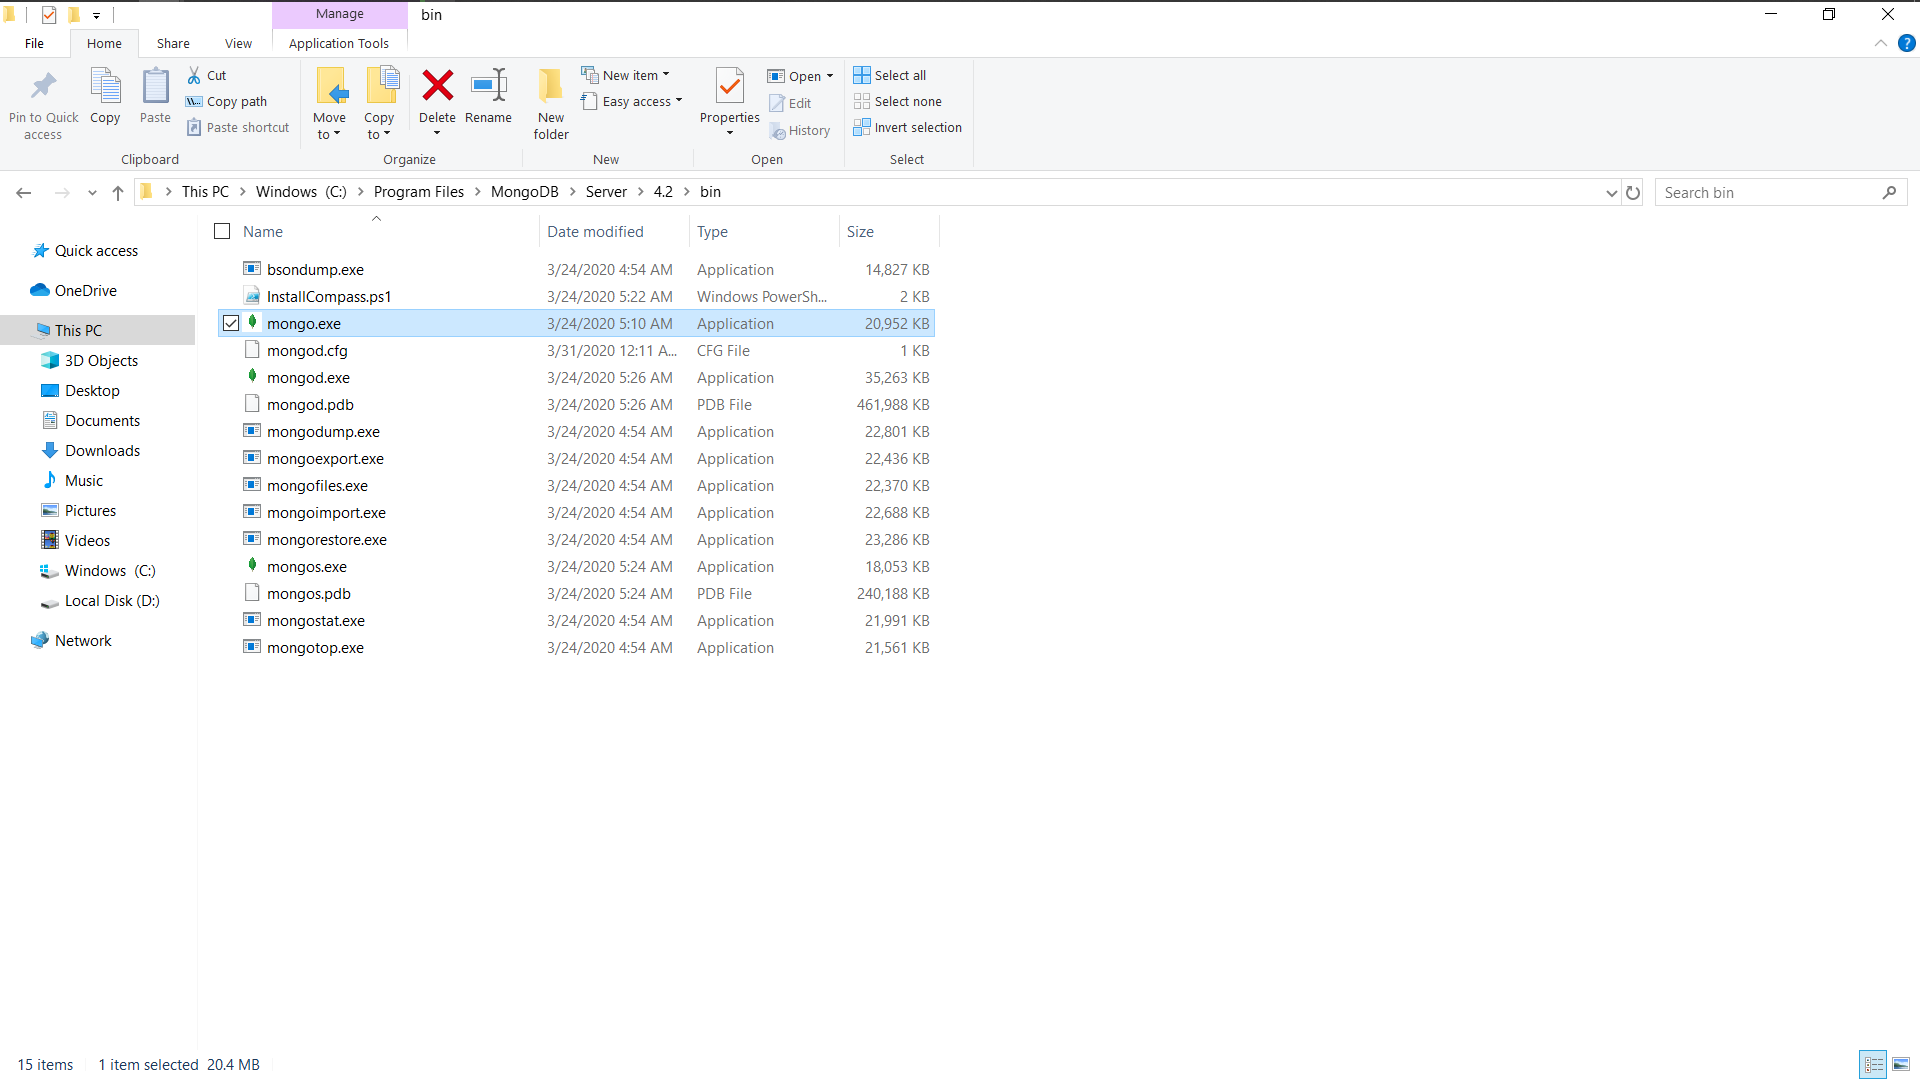 Manage
bin
File
Home
Share
View
Application Tools
Pin to Quick access
Copy
Paste
Cut
Copy path
Paste shortcut
Clipboard
Move to
Copy to
Delete
Rename
Organize
New folder
New item
Easy access
New
Properties
Open
Edit
History
Open
Select all
Select none
Invert selection
Select
This PC > Windows (C:) > Program Files > MongoDB > Server > 4.2 > bin
Search bin
Quick access
OneDrive
This PC
3D Objects
Desktop
Documents
Downloads
Music
Pictures
Videos
Windows (C:)
Local Disk (D:)
Network
Name Date modified Type Size
bsondump.exe 3/24/2020 4:54 AM Application 14,827 KB
InstallCompass.ps1 3/24/2020 5:22 AM Windows PowerSh... 2 KB
mongo.exe 3/24/2020 5:10 AM Application 20,952 KB
mongod.cfg 3/31/2020 12:11 A... CFG File 1 KB
mongod.exe 3/24/2020 5:26 AM Application 35,263 KB
mongod.pdb 3/24/2020 5:26 AM PDB File 461,988 KB
mongodump.exe 3/24/2020 4:54 AM Application 22,801 KB
mongoexport.exe 3/24/2020 4:54 AM Application 22,436 KB
mongofiles.exe 3/24/2020 4:54 AM Application 22,370 KB
mongoimport.exe 3/24/2020 4:54 AM Application 22,688 KB
mongorestore.exe 3/24/2020 4:54 AM Application 23,286 KB
mongos.exe 3/24/2020 5:24 AM Application 18,053 KB
mongos.pdb 3/24/2020 5:24 AM PDB File 240,188 KB
mongostat.exe 3/24/2020 4:54 AM Application 21,991 KB
mongotop.exe 3/24/2020 4:54 AM Application 21,561 KB
15 items 1 item selected 20.4 MB